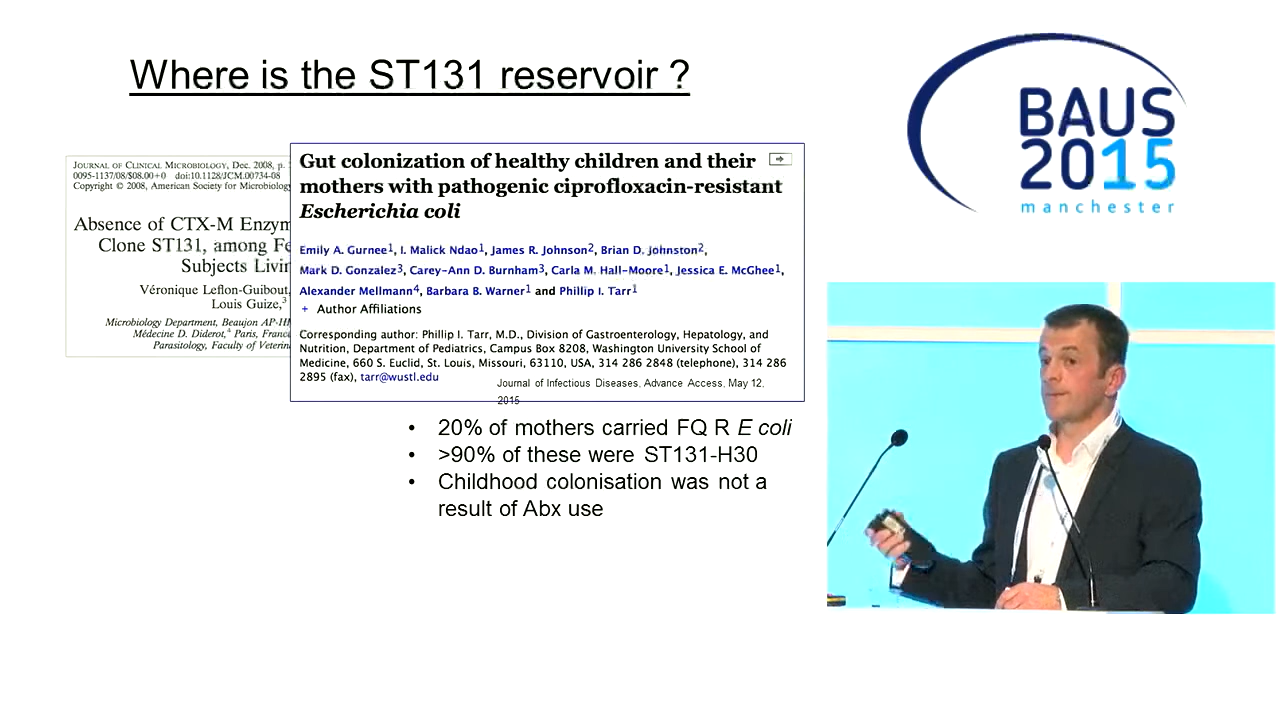 Where is the ST131 reservoir ?
BAUS
2015
manchester
JOURNAL OF CLINICAL MICROBIOLOGY, Dec. 2008, p.
0095-1137/08/$08.00+0 doi:10.1128/JCM.00734-08
Copyright © 2008, American Society for Microbiology
Absence of CTX-M Enzym
Clone ST131, among Fe
Subjects Livin
Véronique Leflon-Guibout,
Louis Guize,3
Microbiology Department, Beaujon AP-HP
Médecine D. Diderot,4 Paris, France
Parasitology, Faculty of Veterin
Gut colonization of healthy children and their
mothers with pathogenic ciprofloxacin-resistant
Escherichia coli
Emily A. Gurnee1, I. Malick Ndao1, James R. Johnson2, Brian D. Johnston2,
Mark D. Gonzalez3, Carey-Ann D. Burnham3, Carla M. Hall-Moore1, Jessica E. McGhee1,
Alexander Mellmann4, Barbara B. Warner1 and Phillip I. Tarr1
+ Author Affiliations
Corresponding author: Phillip I. Tarr, M.D., Division of Gastroenterology, Hepatology, and
Nutrition, Department of Pediatrics, Campus Box 8208, Washington University School of
Medicine, 660 S. Euclid, St. Louis, Missouri, 63110, USA, 314 286 2848 (telephone), 314 286
2895 (fax), tarr@wustl.edu
Journal of Infectious Diseases, Advance Access, May 12,
2015
• 20% of mothers carried FQ R E coli
• >90% of these were ST131-H30
• Childhood colonisation was not a
result of Abx use